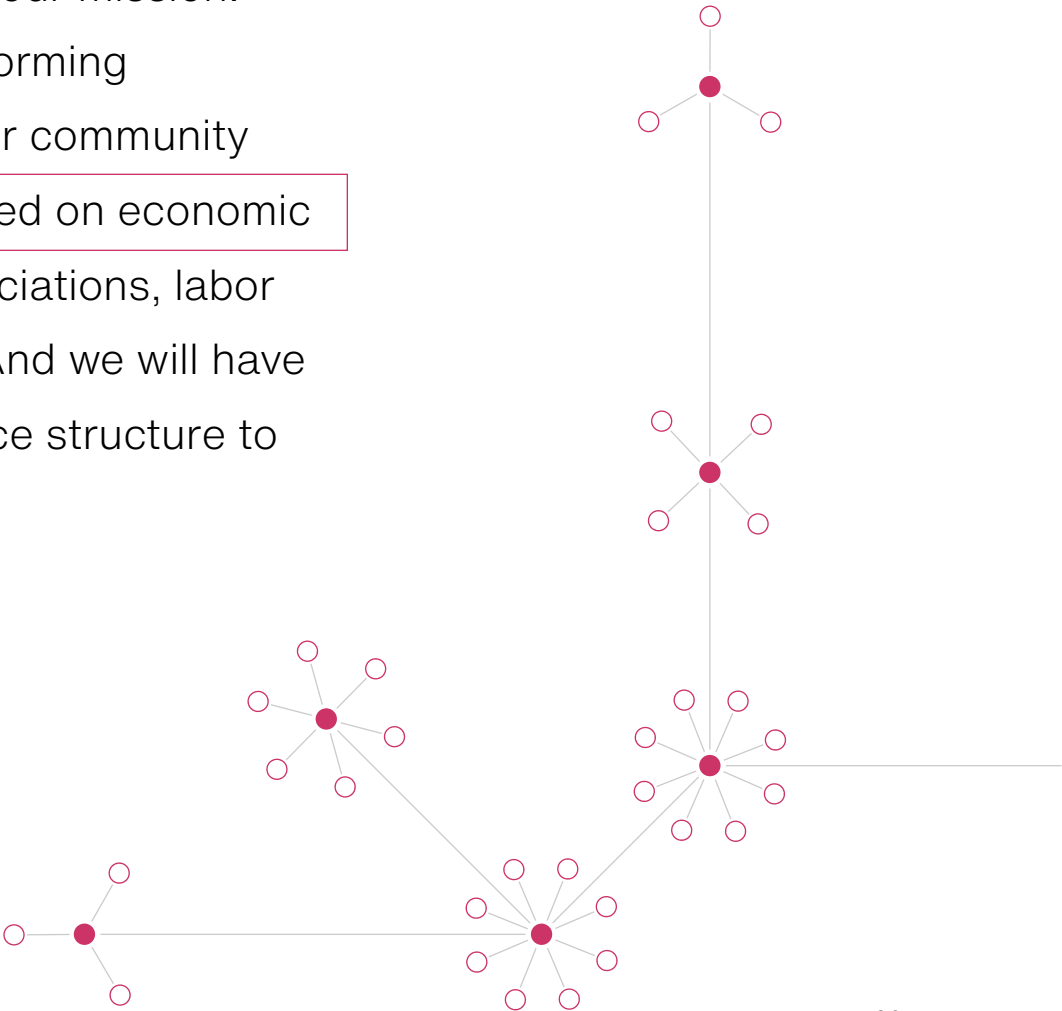 orming
r community
ed on economic
ciations, labor
And we will have
ce structure to